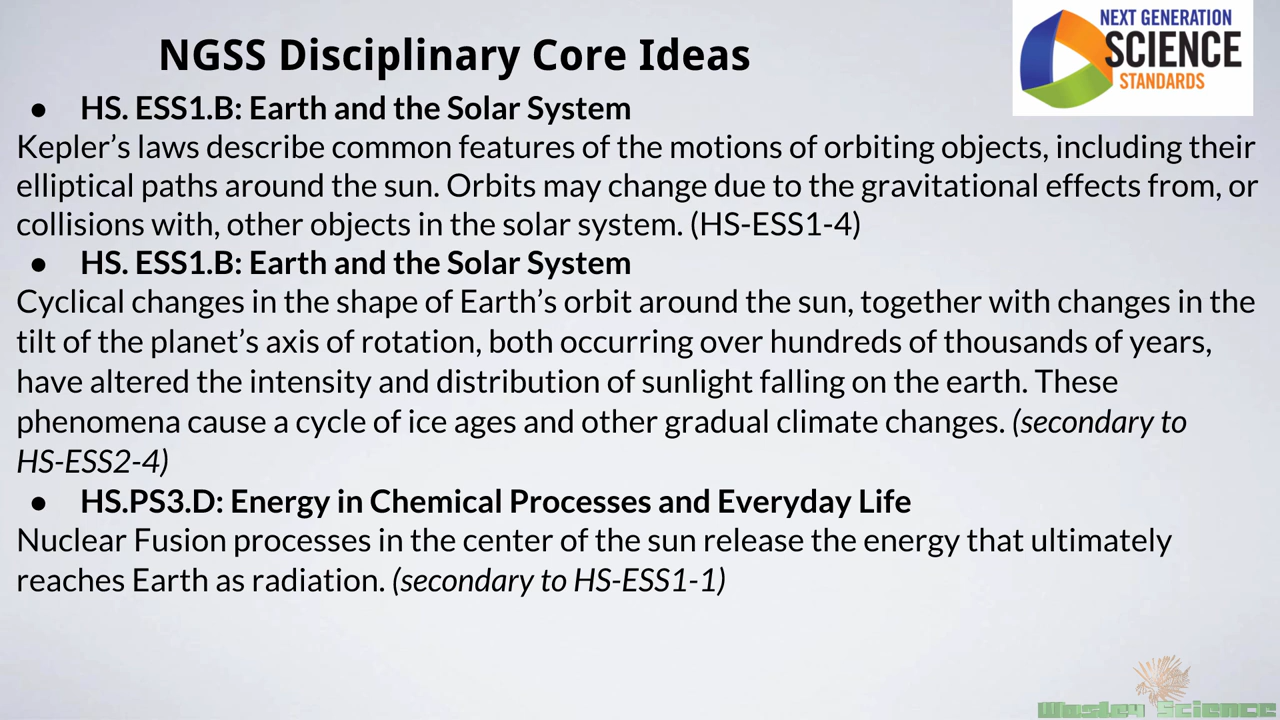 NGSS Disciplinary Core Ideas
NEXT GENERATION
SCIENCE
STANDARDS
● HS. ESS1.B: Earth and the Solar System
Kepler’s laws describe common features of the motions of orbiting objects, including their
elliptical paths around the sun. Orbits may change due to the gravitational effects from, or
collisions with, other objects in the solar system. (HS-ESS1-4)
● HS. ESS1.B: Earth and the Solar System
Cyclical changes in the shape of Earth’s orbit around the sun, together with changes in the
tilt of the planet’s axis of rotation, both occurring over hundreds of thousands of years,
have altered the intensity and distribution of sunlight falling on the earth. These
phenomena cause a cycle of ice ages and other gradual climate changes. (secondary to
HS-ESS2-4)
● HS.PS3.D: Energy in Chemical Processes and Everyday Life
Nuclear Fusion processes in the center of the sun release the energy that ultimately
reaches Earth as radiation. (secondary to HS-ESS1-1)
Wasley Science